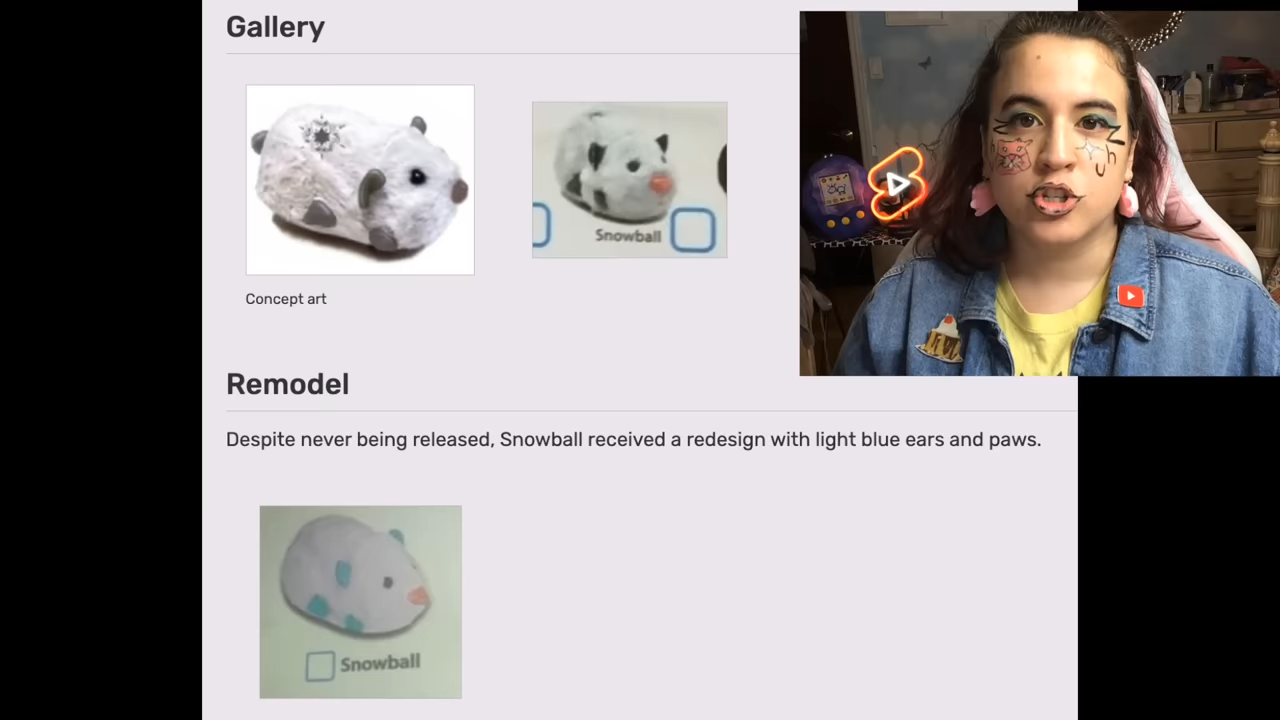 Gallery
Snowball
Concept art
Remodel
Despite never being released, Snowball received a redesign with light blue ears and paws.
Snowball